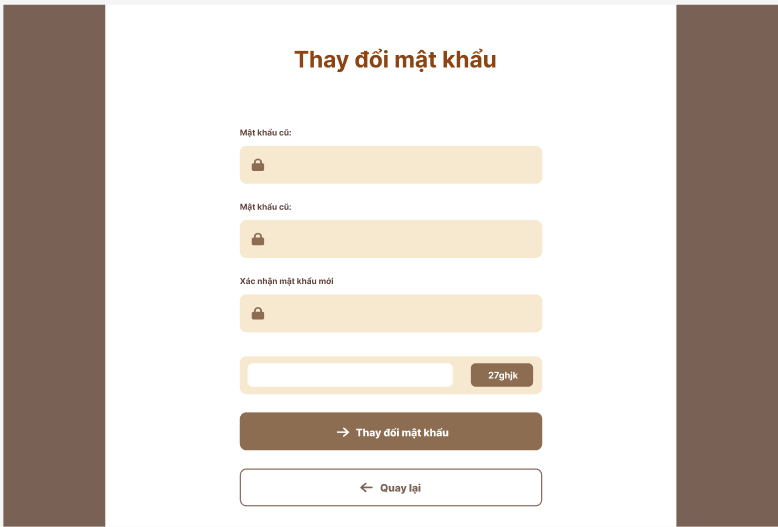 Thay đổi mật khẩu
Mật khẩu cũ:
Mật khẩu cũ:
Xác nhận mật khẩu mới
27ghjk
Thay đổi mật khẩu
Quay lại